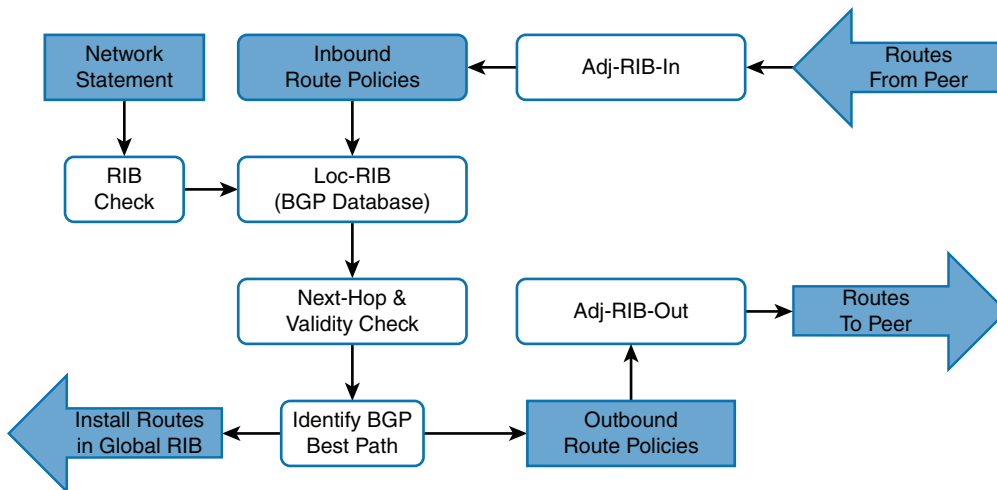 Network
Statement
Inbound
Route Policies
Adj-RIB-In
Routes
From Peer
RIB
Check
Loc-RIB
(BGP Database)
Next-Hop &
Validity Check
Adj-RIB-Out
Routes
To Peer
Install Routes
in Global RIB
Identify BGP
Best Path
Outbound
Route Policies